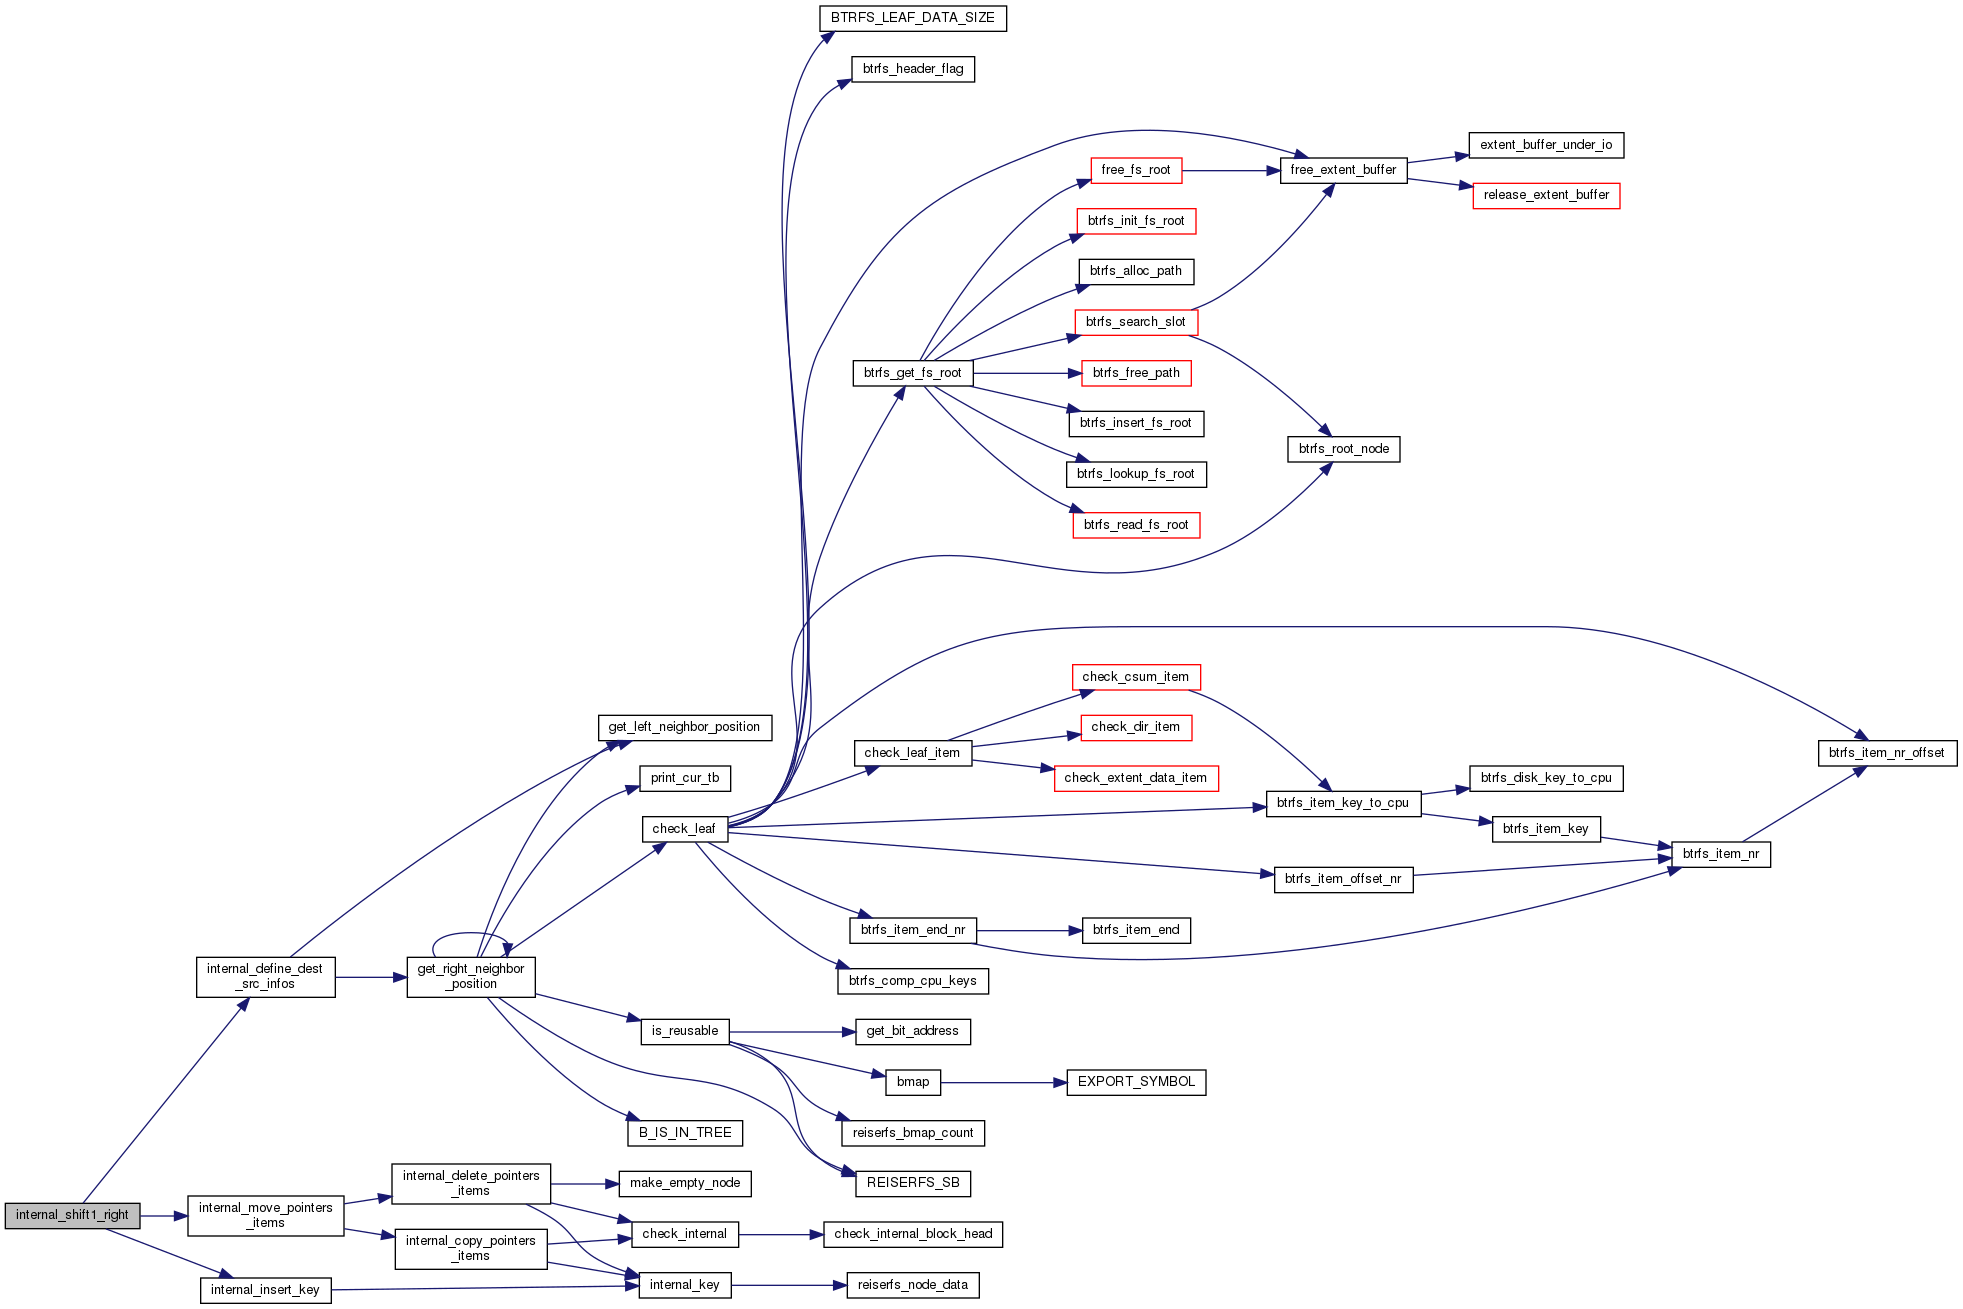 BTRFS_LEAF_DATA_SIZE
btrfs_header_flag
extent_buffer_under_io
free_fs_root
free_extent_buffer
release_extent_buffer
btrfs_init_fs_root
btrfs_alloc_path
btrfs_search_slot
btrfs_get_fs_root
btrfs_free_path
btrfs_insert_fs_root
btrfs_root_node
btrfs_lookup_fs_root
btrfs_read_fs_root
check_csum_item
get_left_neighbor_position
check_dir_item
check_leaf_item
btrfs_item_nr_offset
print_cur_tb
check_extent_data_item
btrfs_disk_key_to_cpu
btrfs_item_key_to_cpu
check_leaf
btrfs_item_key
btrfs_item_nr
btrfs_item_offset_nr
btrfs_item_end_nr
btrfs_item_end
internal_define_dest
_src_infos
get_right_neighbor
_position
btrfs_comp_cpu_keys
is_reusable
get_bit_address
bmap
EXPORT_SYMBOL
B_IS_IN_TREE
reiserfs_bmap_count
internal_delete_pointers
_items
make_empty_node
REISERFS_SB
internal_shift1_right
internal_move_pointers
_items
internal_copy_pointers
_items
check_internal
check_internal_block_head
internal_insert_key
internal_key
reiserfs_node_data